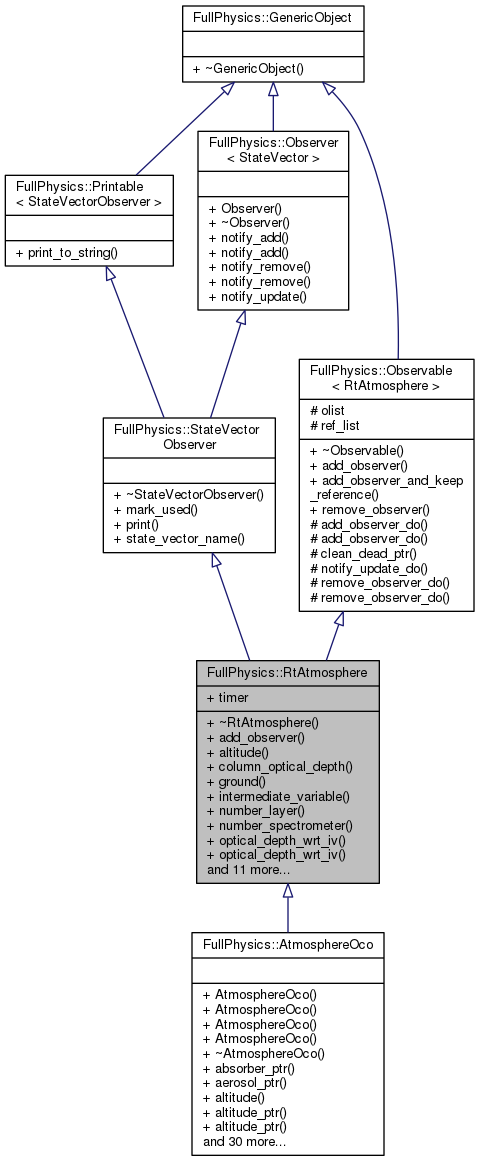 FullPhysics::GenericObject
+ ~GenericObject()
FullPhysics::Observer
< StateVector >
+ Observer()
+ ~Observer()
+ notify_add()
+ notify_add()
+ notify_remove()
+ notify_remove()
+ notify_update()
FullPhysics::Printable
< StateVectorObserver >
+ print_to_string()
FullPhysics::Observable
< RtAtmosphere >
# olist
# ref_list
+ ~Observable()
+ add_observer()
+ add_observer_and_keep
_reference()
+ remove_observer()
# add_observer_do()
# add_observer_do()
# clean_dead_ptr()
# notify_update_do()
# remove_observer_do()
# remove_observer_do()
FullPhysics::StateVector
Observer
+ ~StateVectorObserver()
+ mark_used()
+ print()
+ state_vector_name()
FullPhysics::RtAtmosphere
+ timer
+ ~RtAtmosphere()
+ add_observer()
+ altitude()
+ column_optical_depth()
+ ground()
+ intermediate_variable()
+ number_layer()
+ number_spectrometer()
+ optical_depth_wrt_iv()
+ optical_depth_wrt_iv()
and 11 more...
FullPhysics::AtmosphereOco
+ AtmosphereOco()
+ AtmosphereOco()
+ AtmosphereOco()
+ AtmosphereOco()
+ ~AtmosphereOco()
+ absorber_ptr()
+ aerosol_ptr()
+ altitude()
+ altitude_ptr()
+ altitude_ptr()
and 30 more...